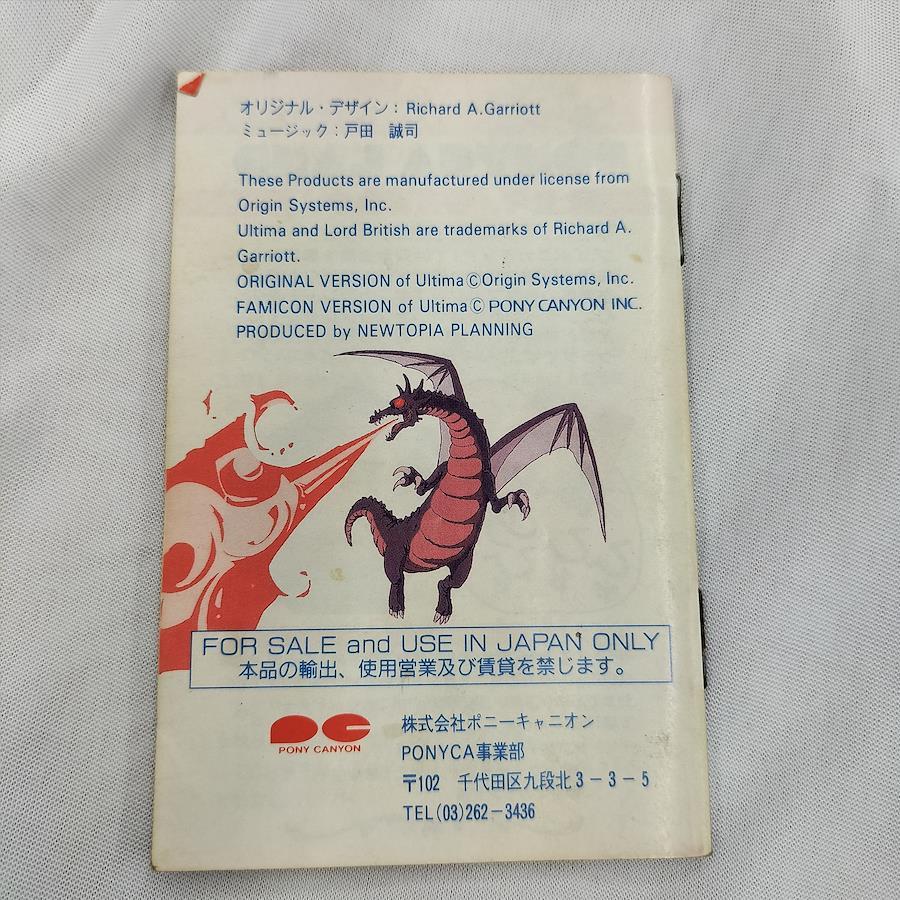 オリジナル・デザイン：Richard A.Garriott
ミュージック：戸田　誠司
These Products are manufactured under license from
Origin Systems, Inc.
Ultima and Lord British are trademarks of Richard A.
Garriott.
ORIGINAL VERSION of Ultima©Origin Systems, Inc.
FAMICON VERSION of Ultima© PONY CANYON INC.
PRODUCED by NEWTOPIA PLANNING
FOR SALE and USE IN JAPAN ONLY
本品の輸出、使用営業及び賃貸を禁じます。
PONY CANYON
株式会社ポニーキャニオン
PONYCA事業部
〒102　千代田区九段北3－3－5
TEL(03)262－3436